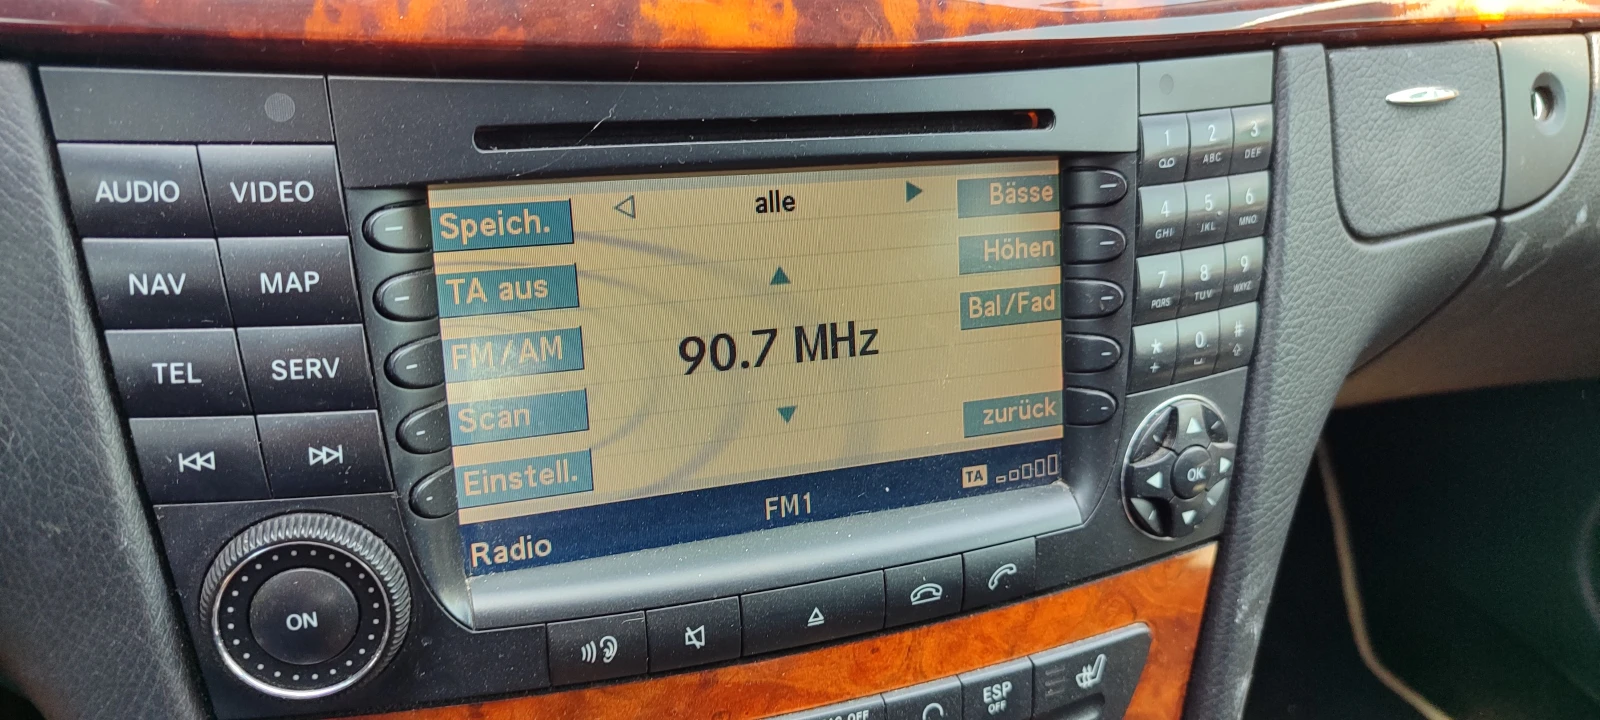 AUDIO VIDEO
NAV MAP
TEL SERV
ON
Speich.
TA aus
FM/AM
Scan
Einstell.
alle
90.7 MHz
Bässe
Höhen
Bal/Fad
zurück
TA
FM1
Radio
1 2 ABC 3 DEF
4 GHI 5 JKL 6 MNO
7 PQRS 8 TUV 9 WXYZ
* + 0 #
OK
OFF
ESP
OFF